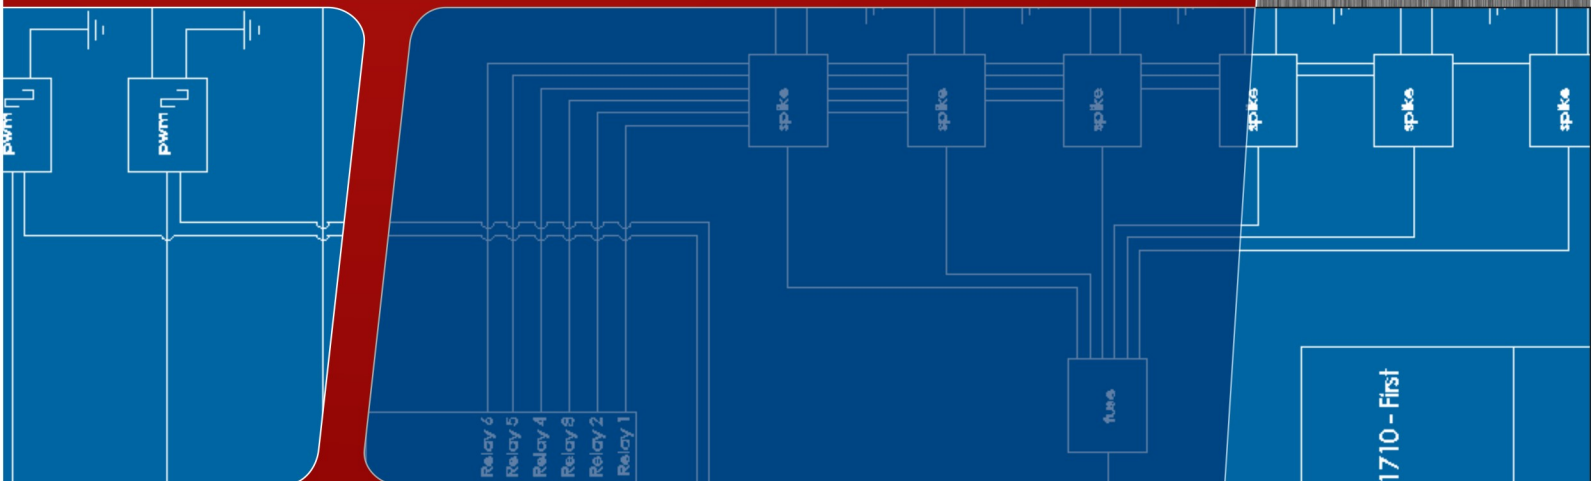 pwm
pwm
spike
spike
spike
spike
spike
spike
Relay 6
Relay 5
Relay 4
Relay 3
Relay 2
Relay 1
fuse
1710 - First